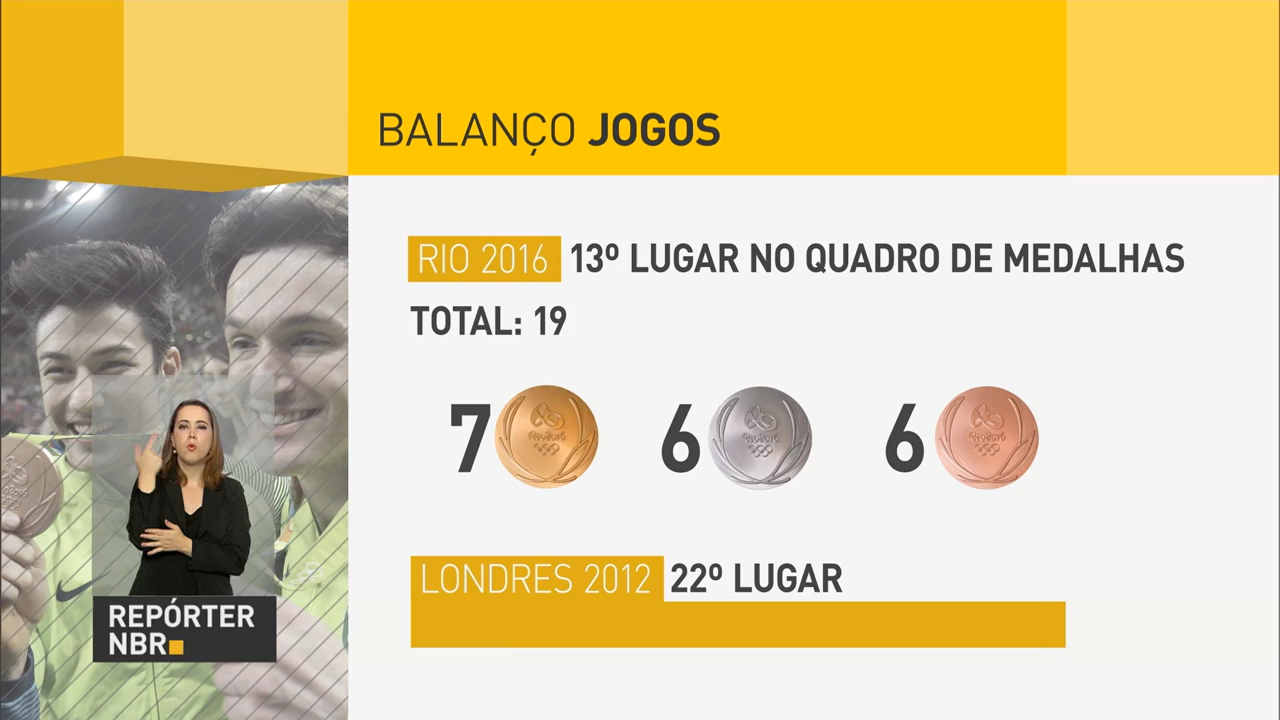 BALANÇO JOGOS
RIO 2016 13º LUGAR NO QUADRO DE MEDALHAS
TOTAL: 19
7 6 6
LONDRES 2012 22º LUGAR
REPÓRTER
NBR